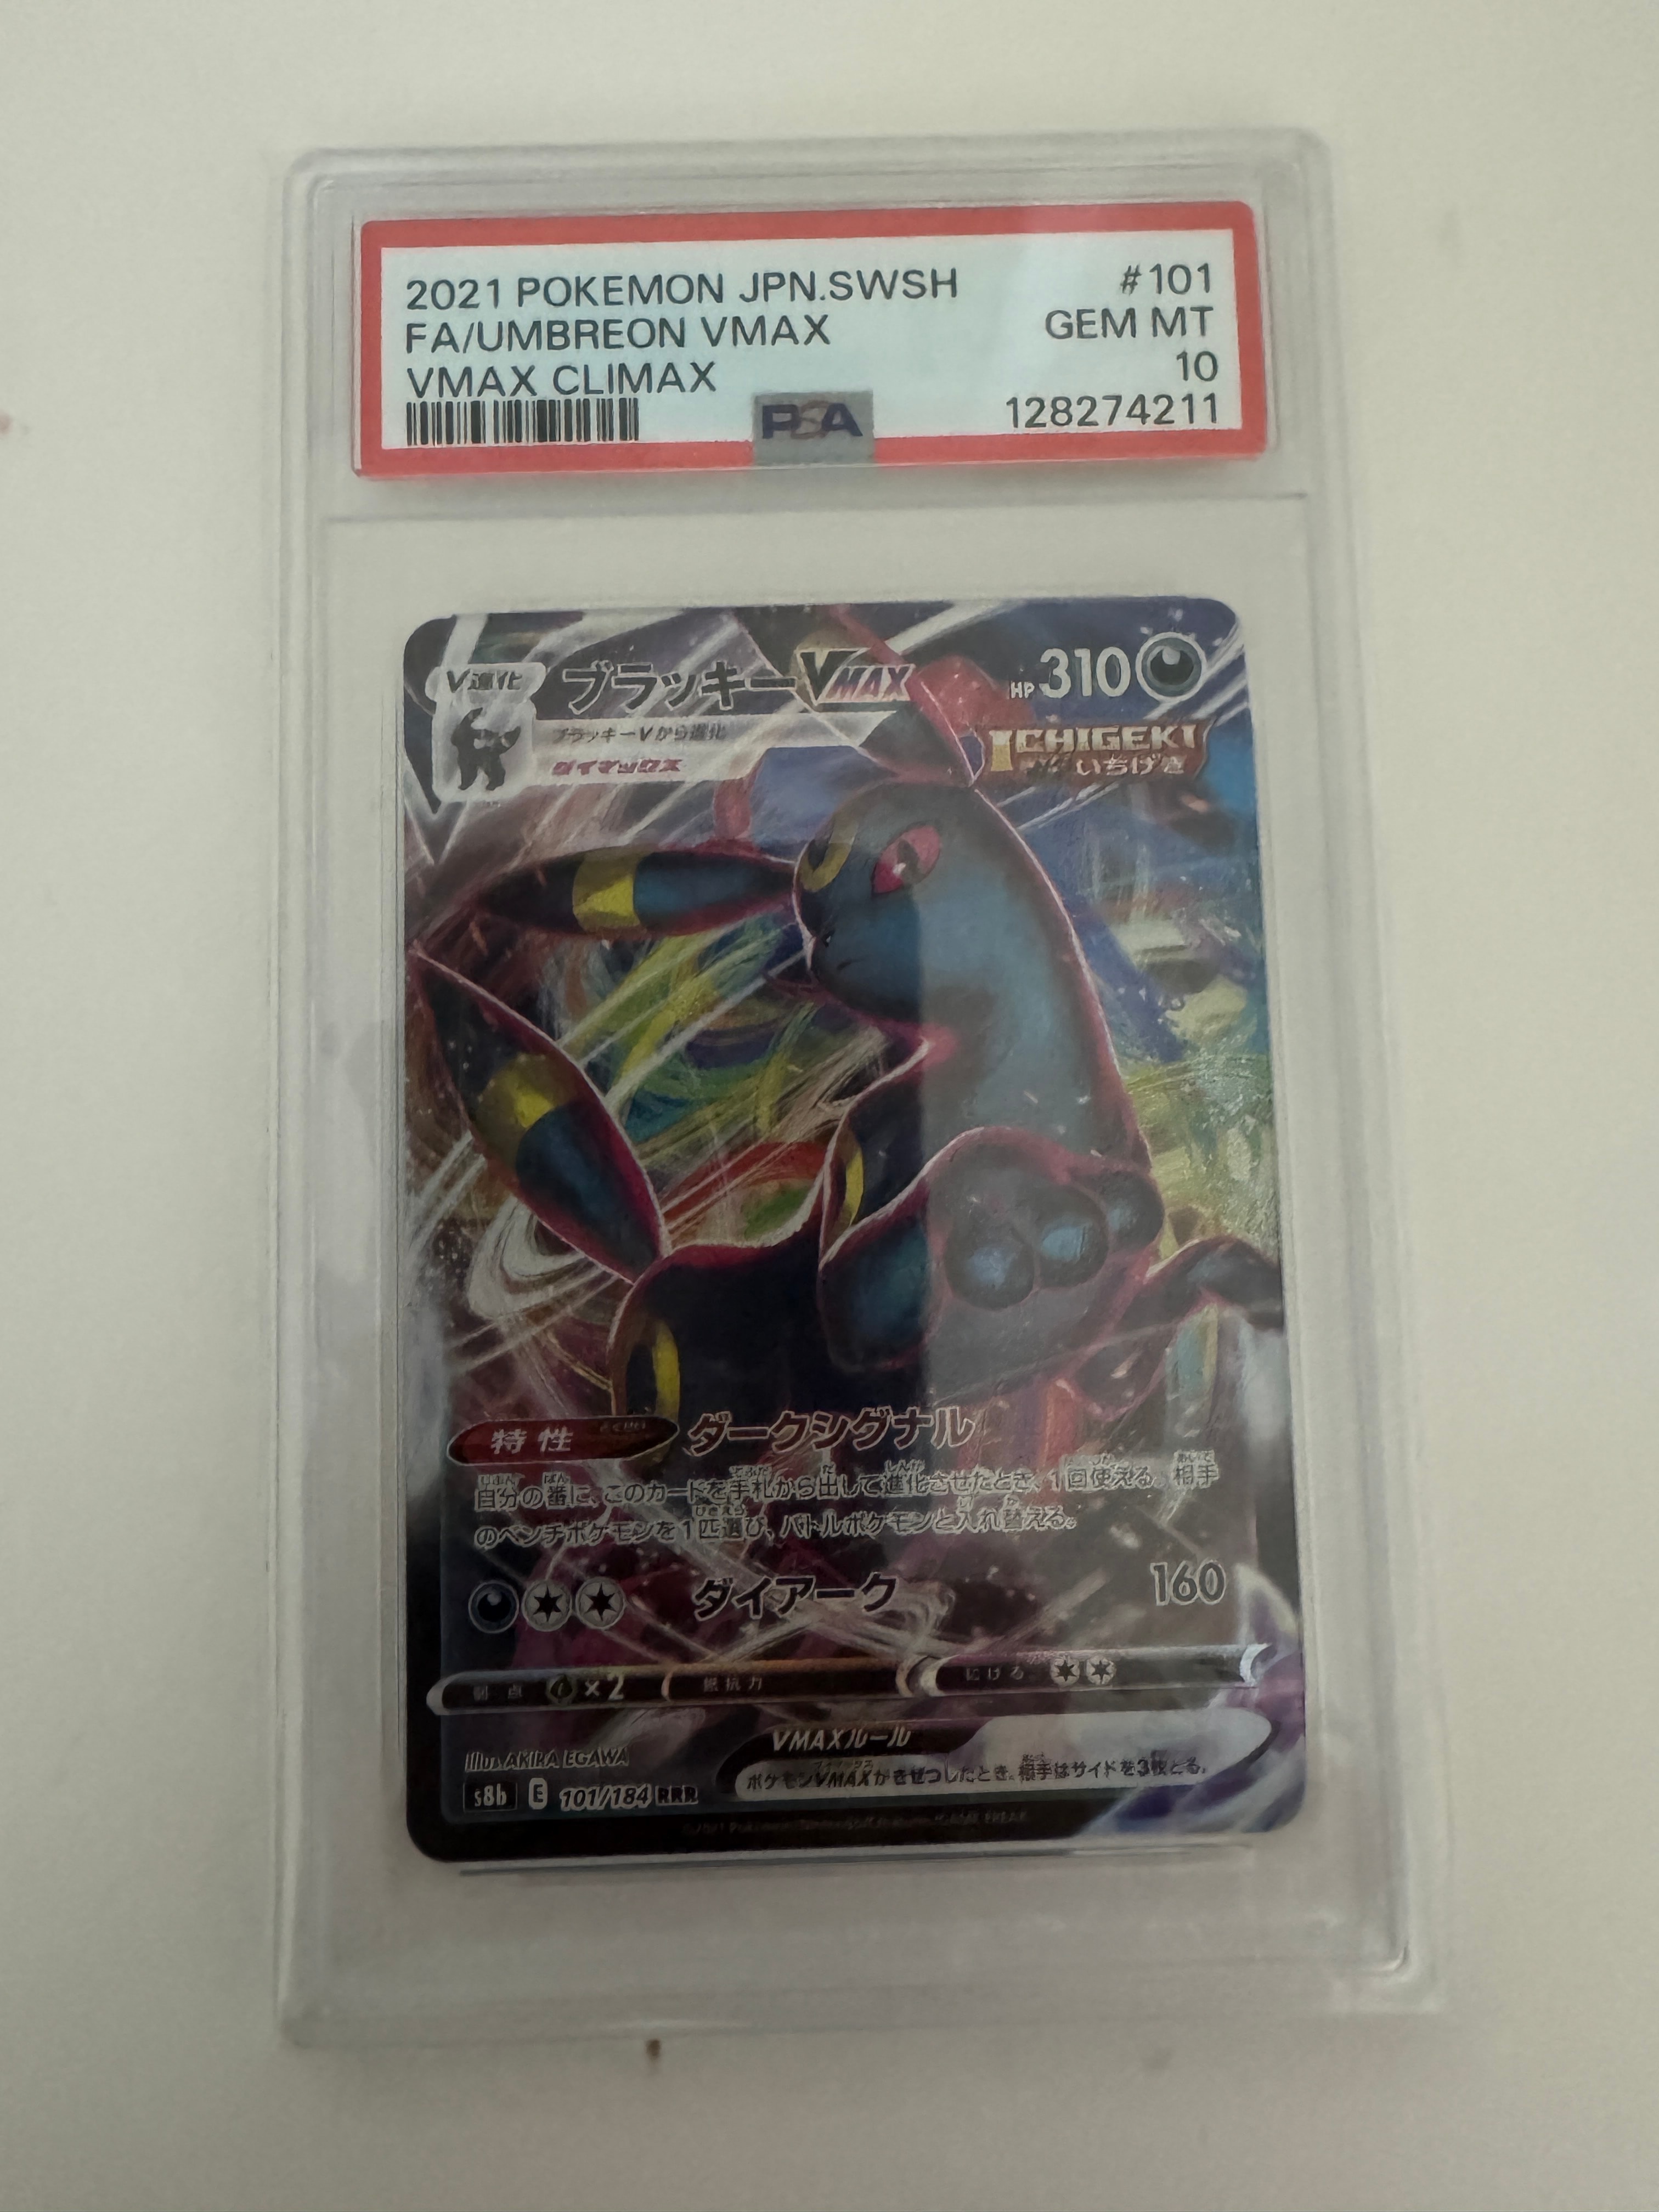 2021 POKEMON JPN.SWSH #101
FA/UMBREON VMAX GEM MT
VMAX CLIMAX 10
PSA 128274211
V進化 ブラッキーVMAX HP310
ブラッキーVから進化
ダイマックス
ICHIGEKI
いちげき
特性 ダークシグナル
自分の番に、このカードを手札から出して進化させたとき、1回使える。相手
のベンチポケモンを1匹選び、バトルポケモンと入れ替える。
ダイアーク 160
弱点 ×2 抵抗力 にげる
VMAXルール
ポケモンVMAXがきぜつしたとき、相手はサイドを3枚とる。
illus. AKIRA EGAWA
s8b E 101/184 RRR